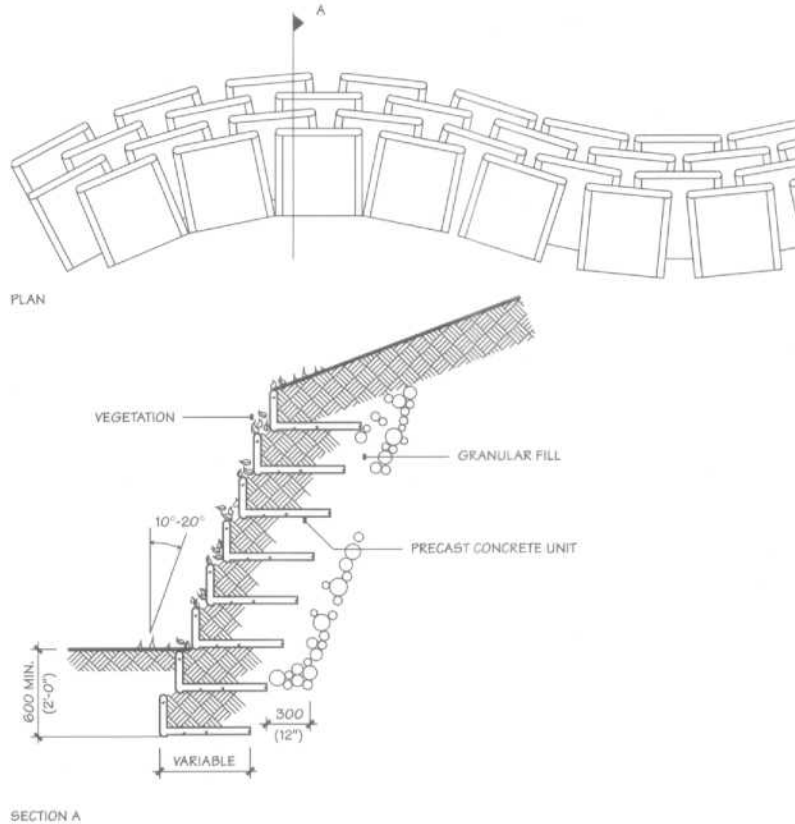 A
PLAN
VEGETATION
GRANULAR FILL
10°-20°
PRECAST CONCRETE UNIT
600 MIN.
(2'-0")
300
(12")
VARIABLE
SECTION A